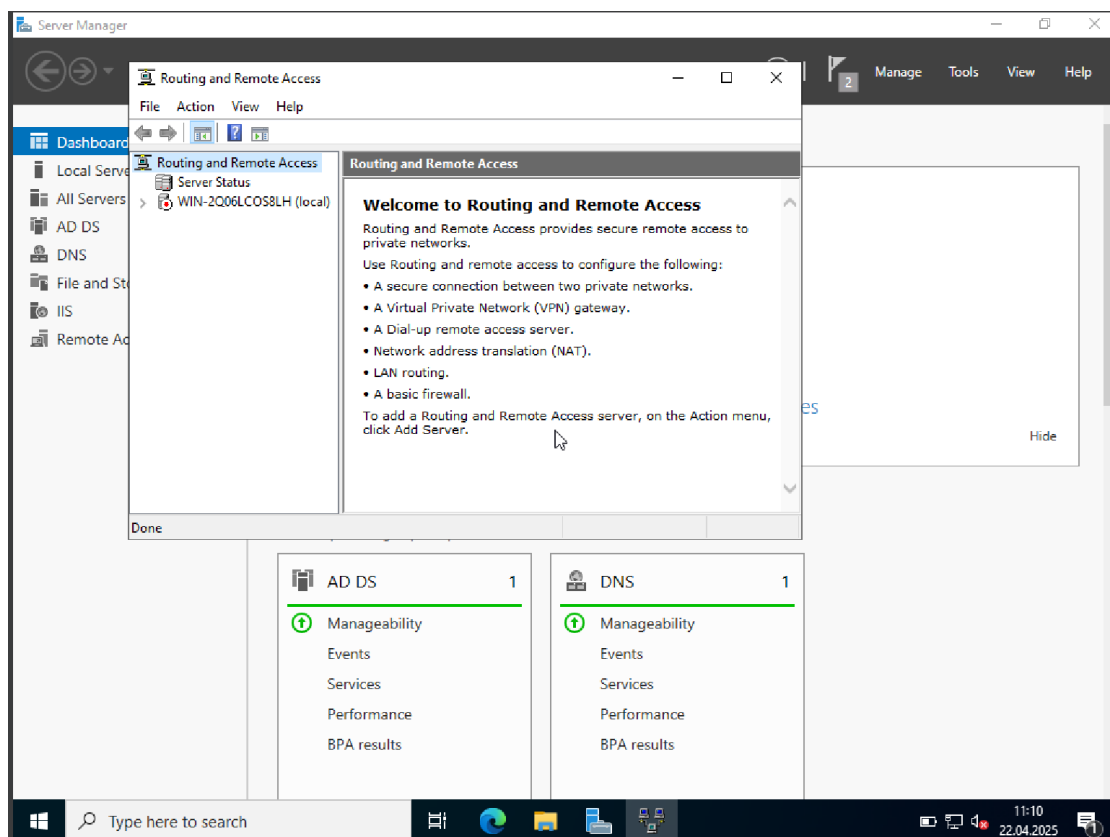 Server Manager
Routing and Remote Access
2
Manage Tools View Help
File Action View Help
Dashboard
Local Serve
All Servers
AD DS
DNS
File and Sto
IIS
Remote Ac
Routing and Remote Access
Server Status
WIN-2Q06LCOS8LH (local)
Routing and Remote Access
Welcome to Routing and Remote Access
Routing and Remote Access provides secure remote access to
private networks.
Use Routing and remote access to configure the following:
• A secure connection between two private networks.
• A Virtual Private Network (VPN) gateway.
• A Dial-up remote access server.
• Network address translation (NAT).
• LAN routing.
• A basic firewall.
To add a Routing and Remote Access server, on the Action menu,
click Add Server.
es
Hide
Done
AD DS 1
Manageability
Events
Services
Performance
BPA results
DNS 1
Manageability
Events
Services
Performance
BPA results
Type here to search
11:10
22.04.2025
1